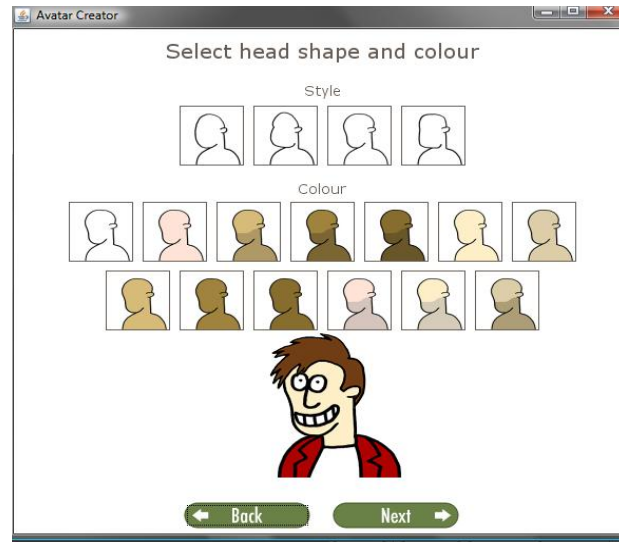 Avatar Creator
Select head shape and colour
Style
Colour
Back
Next